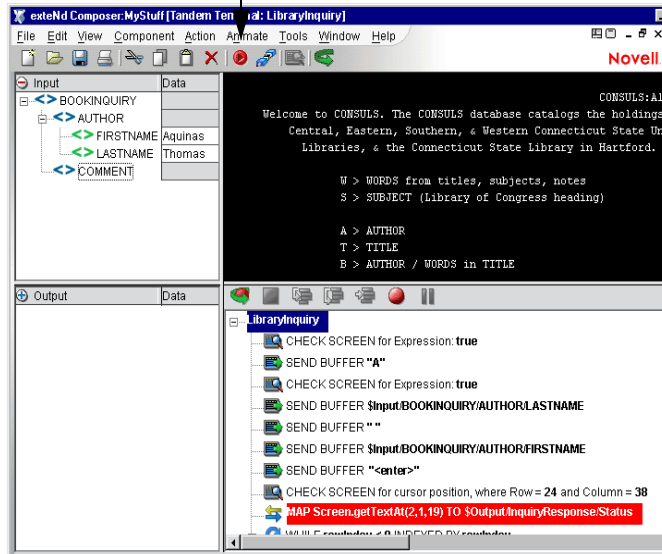 exteNd Composer:MyStuff [Tandem Terminal: LibraryInquiry]
File Edit View Component Action Animate Tools Window Help
Novell.
Input Data
BOOKINQUIRY
AUTHOR
FIRSTNAME Aquinas
LASTNAME Thomas
COMMENT
CONSULS:Al
Welcome to CONSULS. The CONSULS database catalogs the holdings
Central, Eastern, Southern, & Western Connecticut State Un
Libraries, & the Connecticut State Library in Hartford.
W > WORDS from titles, subjects, notes
S > SUBJECT (Library of Congress heading)
A > AUTHOR
T > TITLE
B > AUTHOR / WORDS in TITLE
Output Data
LibraryInquiry
CHECK SCREEN for Expression: true
SEND BUFFER "A"
CHECK SCREEN for Expression: true
SEND BUFFER $Input/BOOKINQUIRY/AUTHOR/LASTNAME
SEND BUFFER " "
SEND BUFFER $Input/BOOKINQUIRY/AUTHOR/FIRSTNAME
SEND BUFFER "<enter>"
CHECK SCREEN for cursor position, where Row = 24 and Column = 38
MAP Screen.getTextAt(2,1,19) TO $Output/InquiryResponse/Status
WHILE rowIndex < 9 INDEXED BY rowIndex